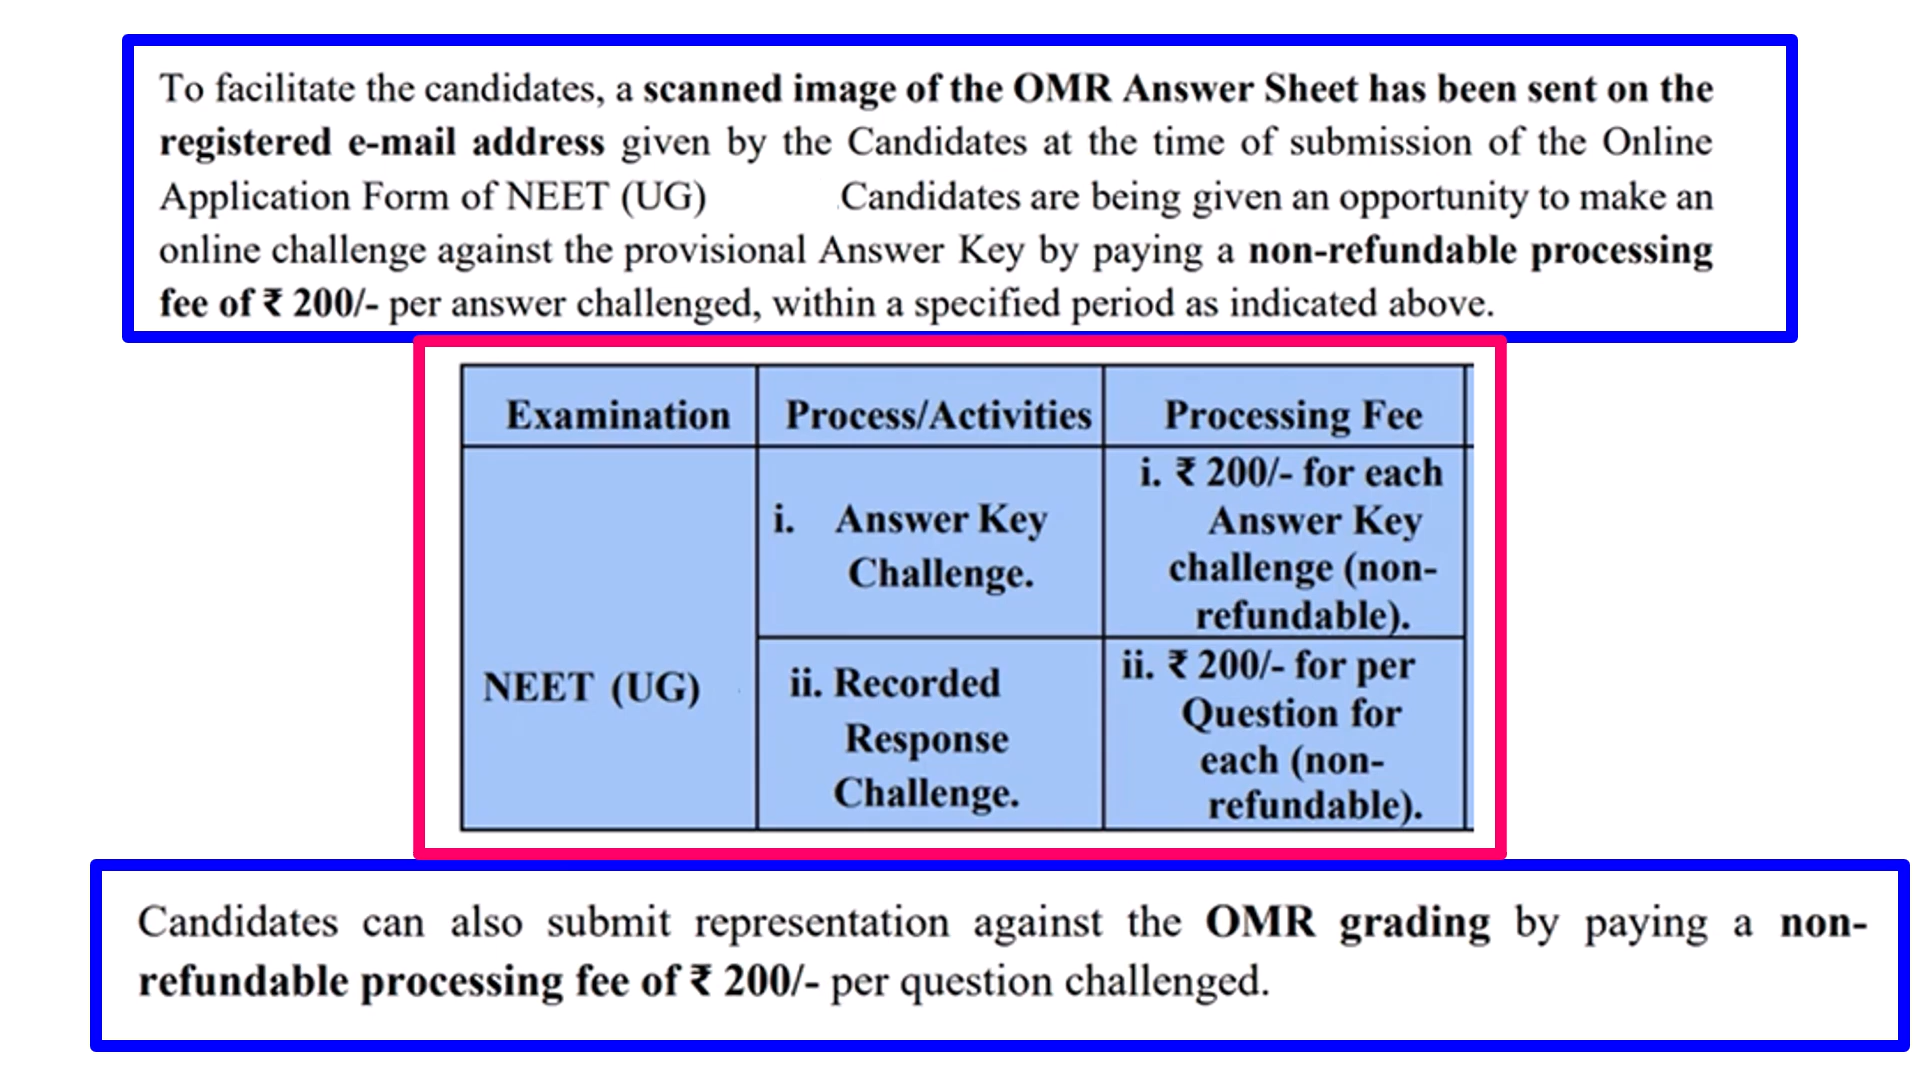 To facilitate the candidates, a scanned image of the OMR Answer Sheet has been sent on the
registered e-mail address given by the Candidates at the time of submission of the Online
Application Form of NEET (UG) Candidates are being given an opportunity to make an
online challenge against the provisional Answer Key by paying a non-refundable processing
fee of ₹ 200/- per answer challenged, within a specified period as indicated above.
Examination Process/Activities Processing Fee
NEET (UG)
i. Answer Key
Challenge.
i. ₹ 200/- for each
Answer Key
challenge (non-
refundable).
ii. Recorded
Response
Challenge.
ii. ₹ 200/- for per
Question for
each (non-
refundable).
Candidates can also submit representation against the OMR grading by paying a non-
refundable processing fee of ₹ 200/- per question challenged.